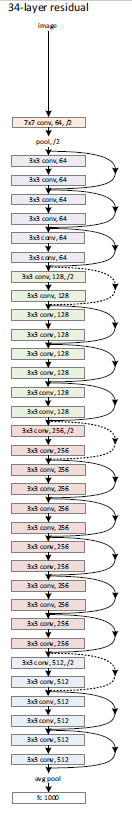 34-layer residual
image
7x7 conv, 64, /2
pool, /2
3x3 conv, 64
3x3 conv, 64
3x3 conv, 64
3x3 conv, 64
3x3 conv, 64
3x3 conv, 64
3x3 conv, 128, /2
3x3 conv, 128
3x3 conv, 128
3x3 conv, 128
3x3 conv, 128
3x3 conv, 128
3x3 conv, 128
3x3 conv, 128
3x3 conv, 256, /2
3x3 conv, 256
3x3 conv, 256
3x3 conv, 256
3x3 conv, 256
3x3 conv, 256
3x3 conv, 256
3x3 conv, 256
3x3 conv, 256
3x3 conv, 256
3x3 conv, 256
3x3 conv, 256
3x3 conv, 512, /2
3x3 conv, 512
3x3 conv, 512
3x3 conv, 512
3x3 conv, 512
3x3 conv, 512
avg pool
fc 1000